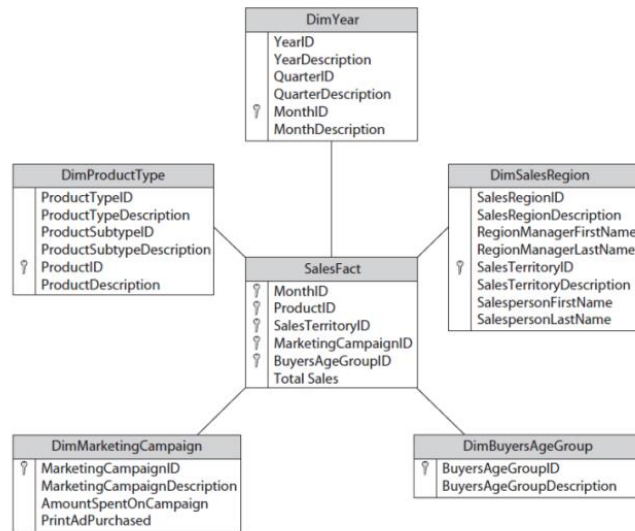 DimYear
YearID
YearDescription
QuarterID
QuarterDescription
MonthID
MonthDescription
DimProductType
ProductTypeID
ProductTypeDescription
ProductSubtypeID
ProductSubtypeDescription
ProductID
ProductDescription
DimSalesRegion
SalesRegionID
SalesRegionDescription
RegionManagerFirstName
RegionManagerLastName
SalesTerritoryID
SalesTerritoryDescription
SalespersonFirstName
SalespersonLastName
SalesFact
MonthID
ProductID
SalesTerritoryID
MarketingCampaignID
BuyersAgeGroupID
Total Sales
DimMarketingCampaign
MarketingCampaignID
MarketingCampaignDescription
AmountSpentOnCampaign
PrintAdPurchased
DimBuyersAgeGroup
BuyersAgeGroupID
BuyersAgeGroupDescription